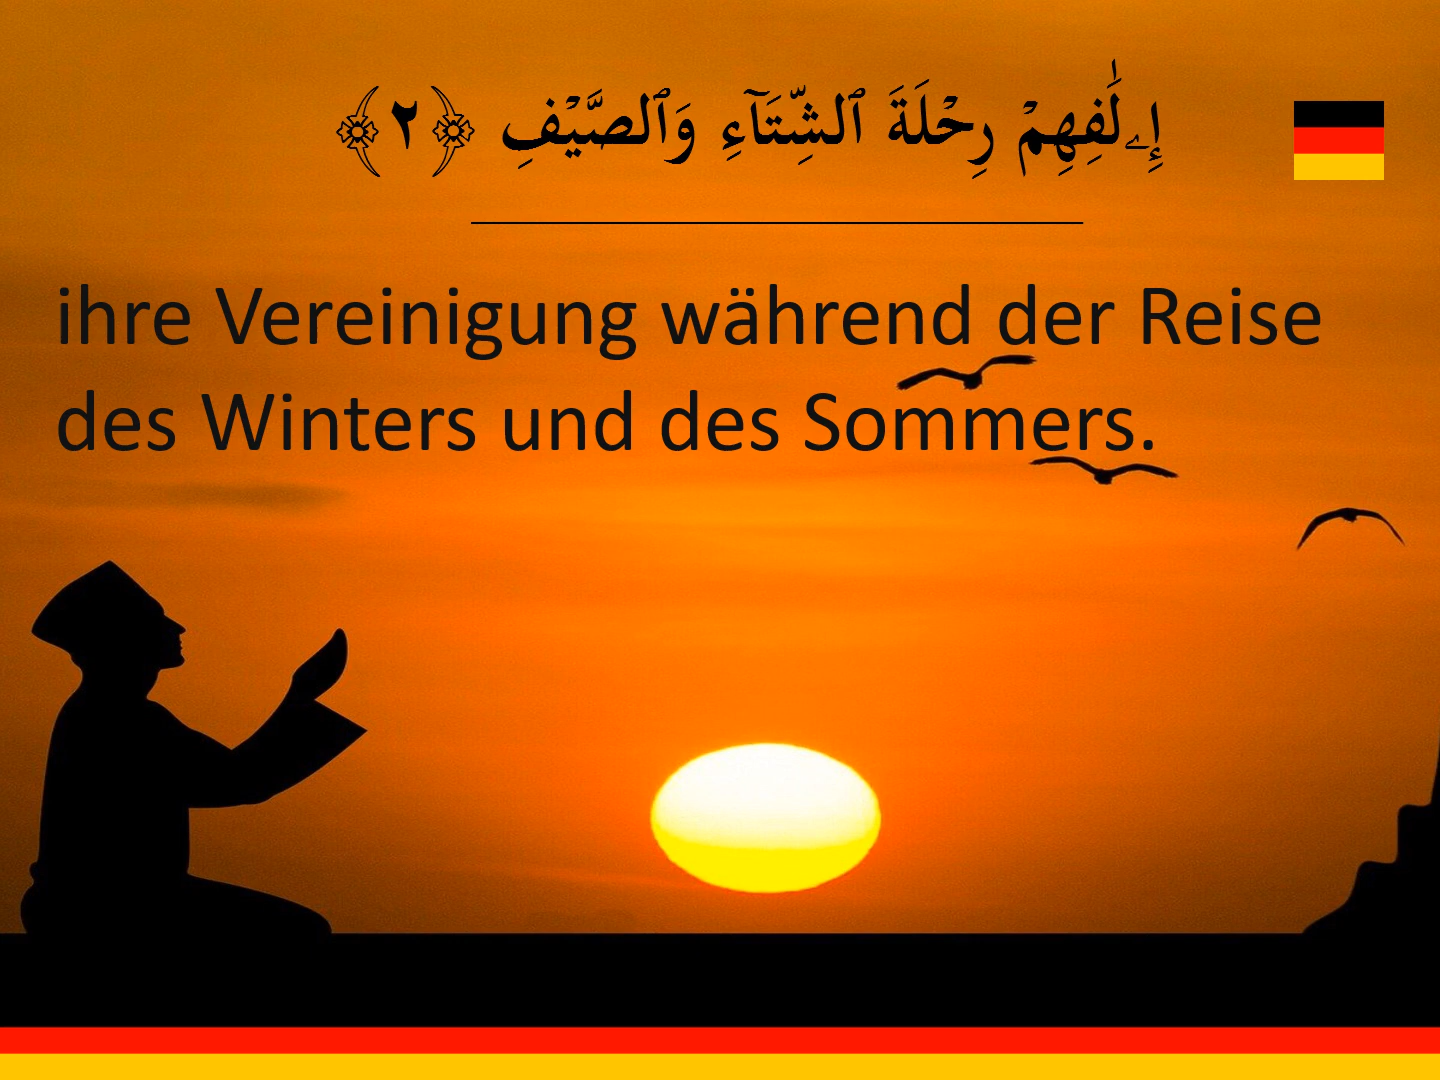 إِۦلَٰفِهِمْ رِحْلَةَ ٱلشِّتَآءِ وَٱلصَّيْفِ ﴿٢﴾
ihre Vereinigung während der Reise
des Winters und des Sommers.